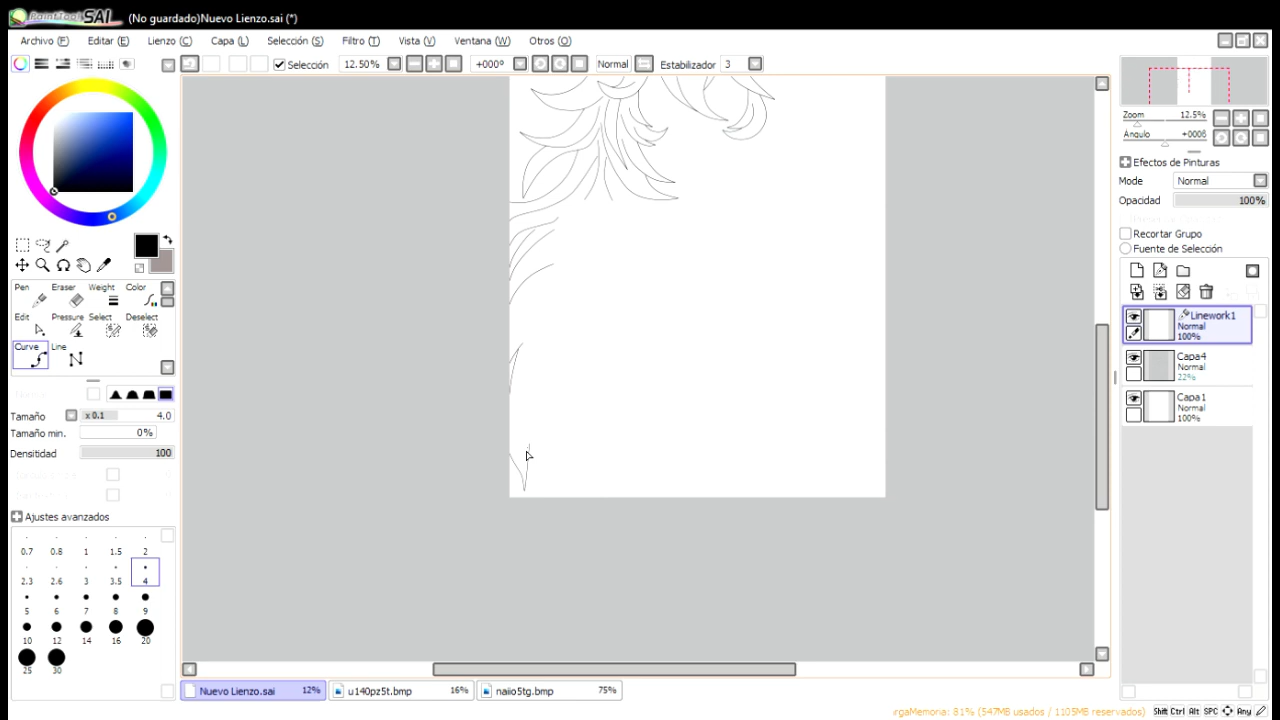 PaintTool SAI (No guardado)Nuevo Lienzo.sai (*)
Archivo (F) Editar (E) Lienzo (C) Capa (L) Selección (S) Filtro (T) Vista (V) Ventana (W) Otros (O)
Selección 12.50% +000° Normal Estabilizador 3
Zoom 12.5%
Angulo +000§
Efectos de Pinturas
Mode Normal
Opacidad 100%
Recortar Grupo
Fuente de Selección
Pen Eraser Weight Color
Edit Pressure Select Deselect
Curve Line
Linework1
Normal
100%
Capa4
Normal
22%
Capa1
Normal
100%
Tamaño x 0.1 4.0
Tamaño min. 0%
Densitidad 100
Ajustes avanzados
0.7 0.8 1 1.5 2
2.3 2.6 3 3.5 4
5 6 7 8 9
10 12 14 16 20
25 30
Nuevo Lienzo.sai 12% u140pz5t.bmp 16% naiio5tg.bmp 75%
rgaMemoria: 81% (547MB usados / 1105MB reservados) Shift Ctrl Alt SPC Any